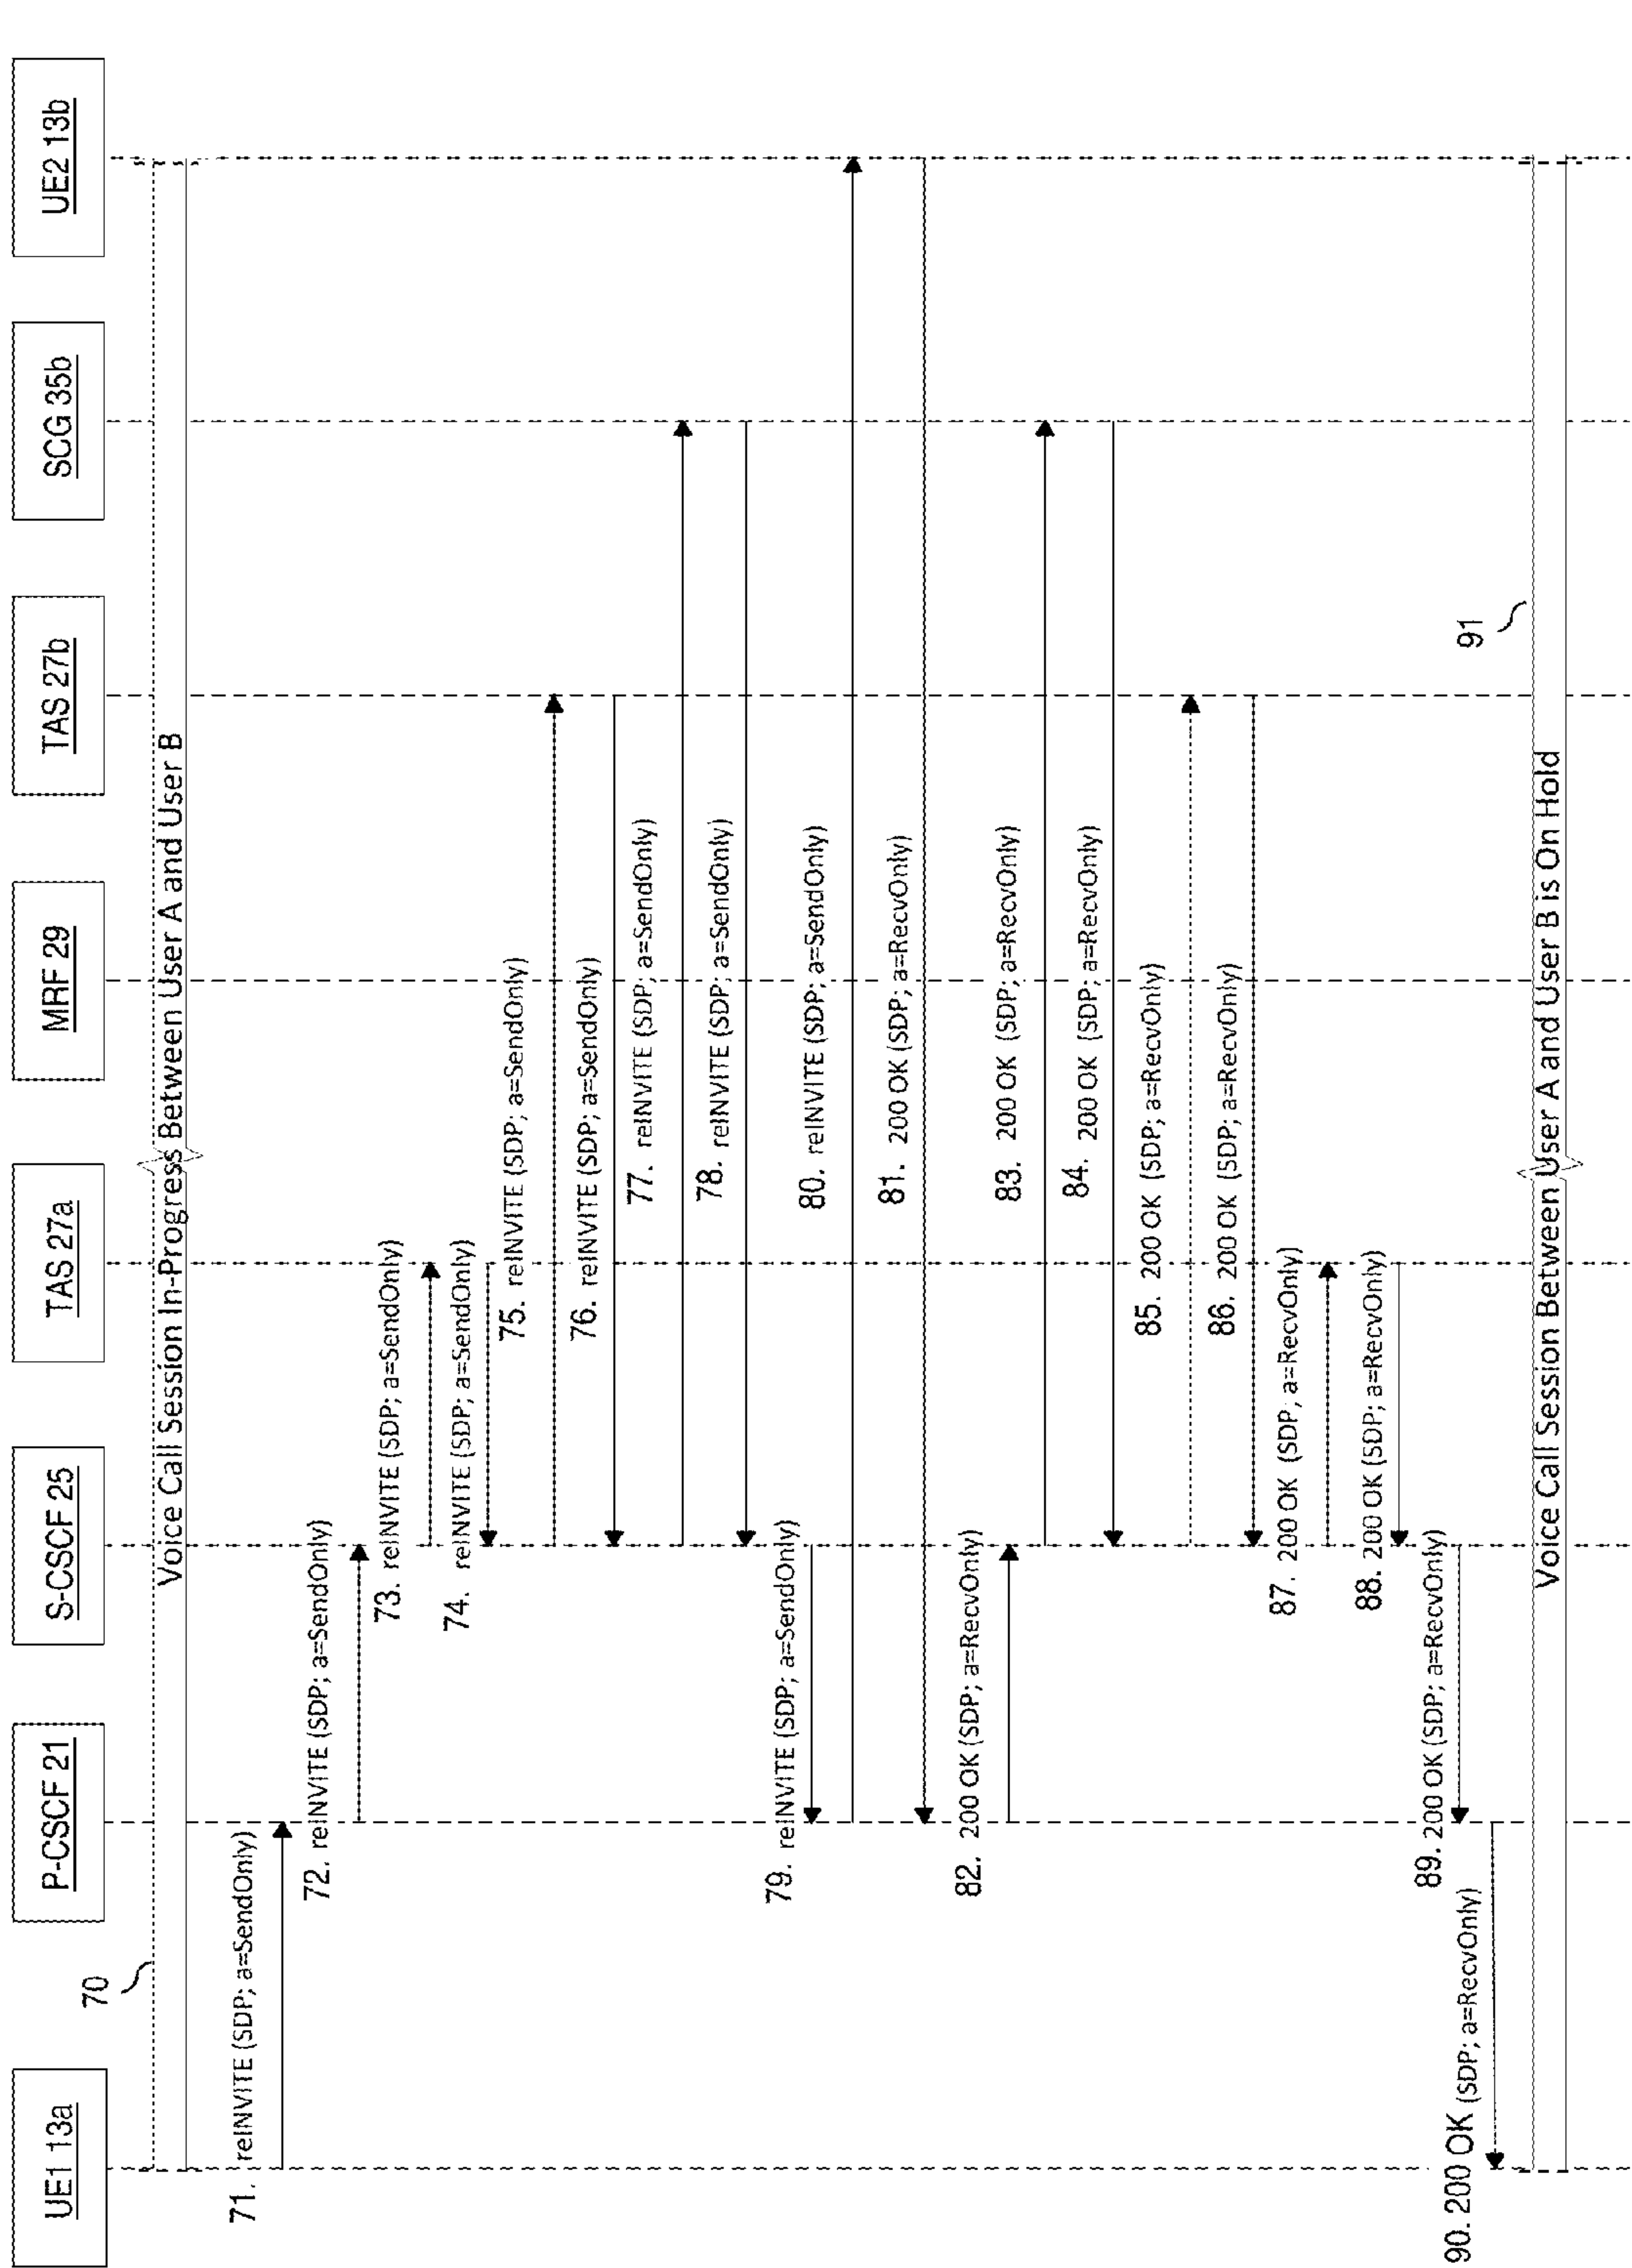 UE1 13a
P-CSCF 21
S-CSCF 25
TAS 27a
MRF 29
TAS 27b
SCG 35b
UE2 13b
70
Voice Call Session In-Progress Between User A and User B
71. reINVITE (SDP; a=SendOnly)
72. reINVITE (SDP; a=SendOnly)
73. reINVITE (SDP; a=SendOnly)
74. reINVITE (SDP; a=SendOnly)
75. reINVITE (SDP; a=SendOnly)
76. reINVITE (SDP; a=SendOnly)
77. reINVITE (SDP; a=SendOnly)
78. reINVITE (SDP; a=SendOnly)
79. reINVITE (SDP; a=SendOnly)
80. reINVITE (SDP; a=SendOnly)
81. 200 OK (SDP; a=RecvOnly)
82. 200 OK (SDP; a=RecvOnly)
83. 200 OK (SDP; a=RecvOnly)
84. 200 OK (SDP; a=RecvOnly)
85. 200 OK (SDP; a=RecvOnly)
86. 200 OK (SDP; a=RecvOnly)
87. 200 OK (SDP; a=RecvOnly)
88. 200 OK (SDP; a=RecvOnly)
89. 200 OK (SDP; a=RecvOnly)
90. 200 OK (SDP; a=RecvOnly)
91
Voice Call Session Between User A and User B is On Hold